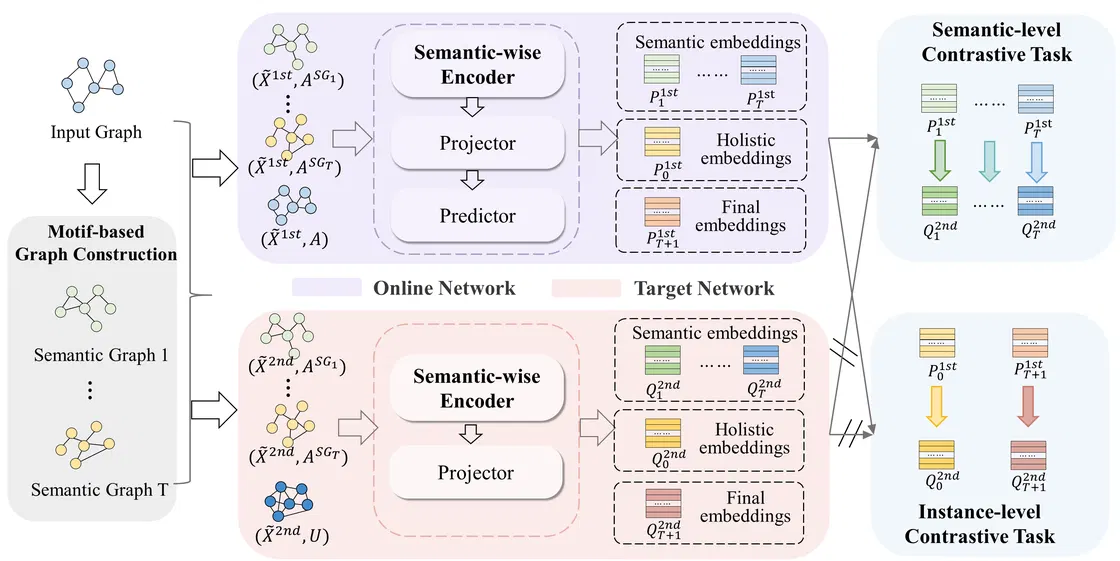 Input Graph
Motif-based
Graph Construction
Semantic Graph 1
⋮
Semantic Graph T
(X̃^{1st}, A^{SG_1})
⋮
(X̃^{1st}, A^{SG_T})
(X̃^{1st}, A)
Semantic-wise
Encoder
Projector
Predictor
Semantic embeddings
...... ...... ......
P_1^{1st} P_T^{1st}
......
Holistic
embeddings
P_0^{1st}
......
Final
embeddings
P_{T+1}^{1st}
Online Network
Target Network
(X̃^{2nd}, A^{SG_1})
⋮
(X̃^{2nd}, A^{SG_T})
(X̃^{2nd}, U)
Semantic-wise
Encoder
Projector
Semantic embeddings
...... ...... ......
Q_1^{2nd} Q_T^{2nd}
......
Holistic
embeddings
Q_0^{2nd}
......
Final
embeddings
Q_{T+1}^{2nd}
Semantic-level
Contrastive Task
...... ...... ......
P_1^{1st} P_T^{1st}
......
...... ...... ......
Q_1^{2nd} Q_T^{2nd}
...... ......
P_0^{1st} P_{T+1}^{1st}
...... ......
Q_0^{2nd} Q_{T+1}^{2nd}
Instance-level
Contrastive Task